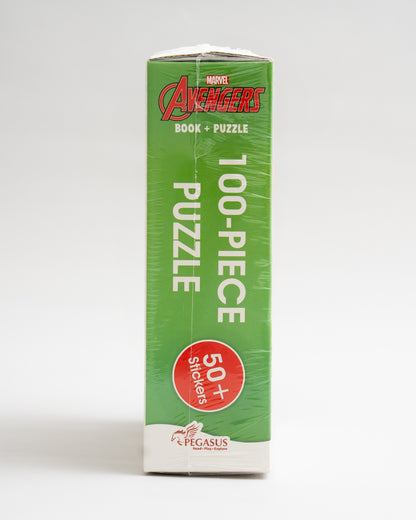 MARVEL
AVENGERS
BOOK + PUZZLE
100-PIECE
PUZZLE
50+
Stickers
PEGASUS
Read • Play • Explore